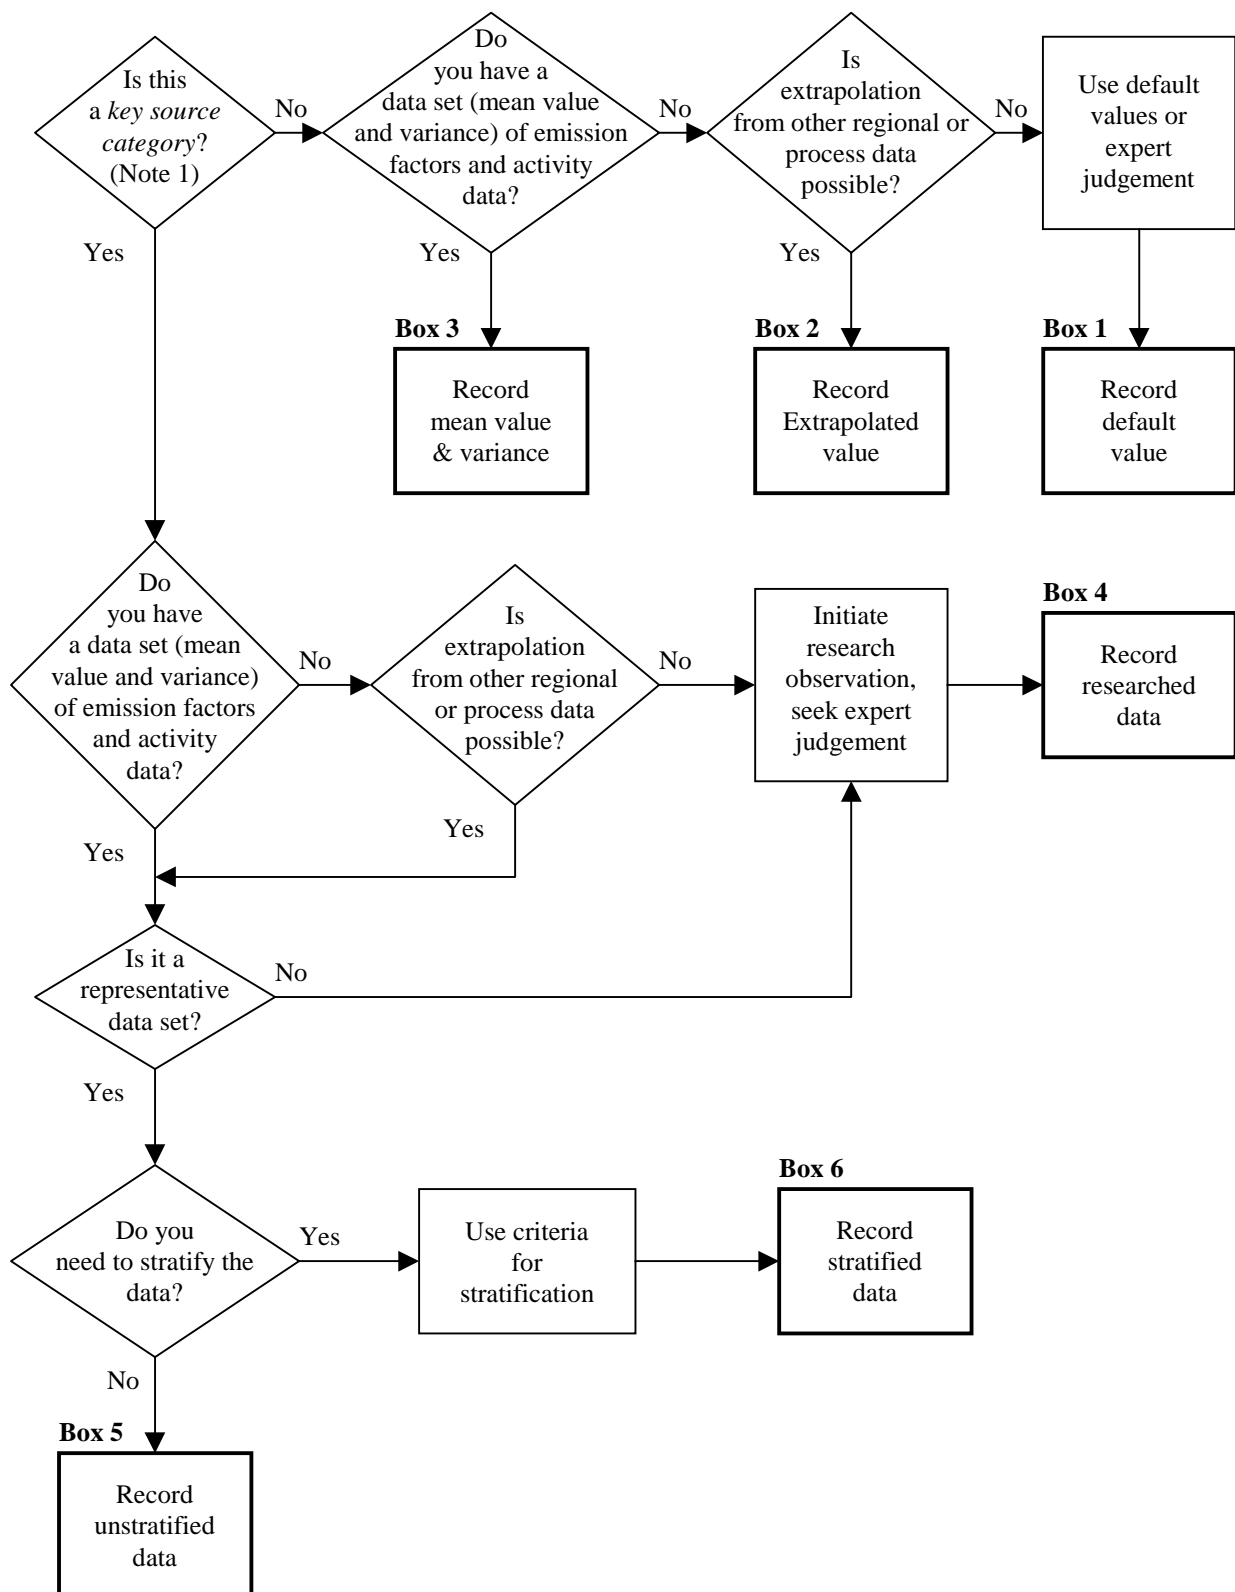 Is this
a key source
category?
(Note 1)
No
Yes
Do
you have a
data set (mean value
and variance) of emission
factors and activity
data?
No
Yes
Is
extrapolation
from other regional or
process data
possible?
No
Yes
Use default
values or
expert
judgement
Box 3
Record
mean value
& variance
Box 2
Record
Extrapolated
value
Box 1
Record
default
value
Do
you have
a data set (mean
value and variance)
of emission factors
and activity
data?
No
Yes
Is
extrapolation
from other regional
or process data
possible?
No
Yes
Initiate
research
observation,
seek expert
judgement
Box 4
Record
researched
data
Is it a
representative
data set?
No
Yes
Do you
need to stratify the
data?
Yes
No
Use criteria
for
stratification
Box 6
Record
stratified
data
Box 5
Record
unstratified
data